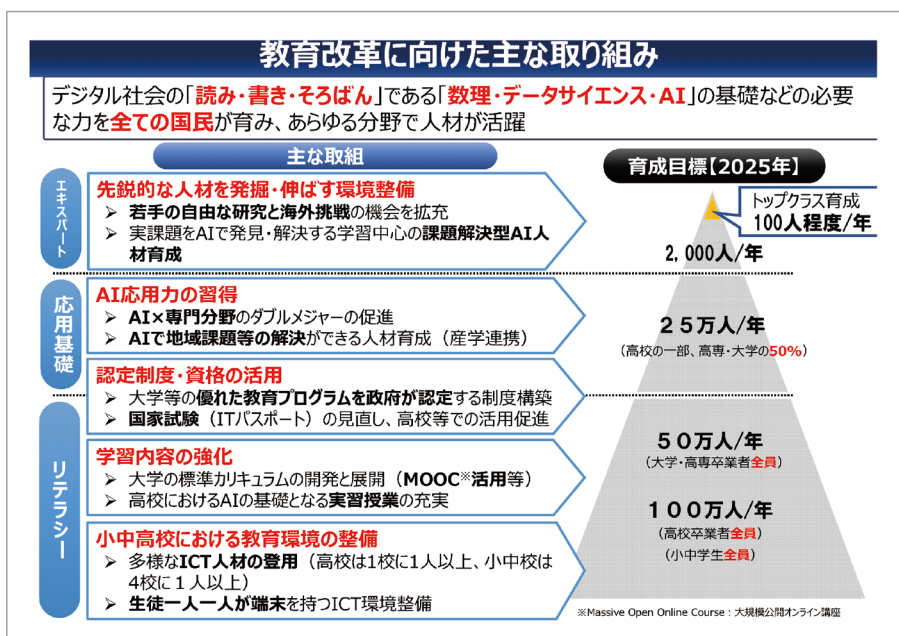 教育改革に向けた主な取り組み
デジタル社会の「読み・書き・そろばん」である「数理・データサイエンス・AI」の基礎などの必要
な力を全ての国民が育み、あらゆる分野で人材が活躍
主な取組
育成目標【2025年】
エキスパート
先鋭的な人材を発掘・伸ばす環境整備
➢ 若手の自由な研究と海外挑戦の機会を拡充
➢ 実課題をAIで発見・解決する学習中心の課題解決型AI人
材育成
トップクラス育成
100人程度/年
2,000人/年
応用基礎
AI応用力の習得
➢ AI×専門分野のダブルメジャーの促進
➢ AIで地域課題等の解決ができる人材育成（産学連携）
25万人/年
（高校の一部、高専・大学の50%）
認定制度・資格の活用
➢ 大学等の優れた教育プログラムを政府が認定する制度構築
➢ 国家試験（ITパスポート）の見直し、高校等での活用促進
リテラシー
学習内容の強化
➢ 大学の標準カリキュラムの開発と展開（MOOC※活用等）
➢ 高校におけるAIの基礎となる実習授業の充実
50万人/年
（大学・高専卒業者全員）
小中高校における教育環境の整備
➢ 多様なICT人材の登用（高校は1校に1人以上、小中校は
4校に１人以上）
➢ 生徒一人一人が端末を持つICT環境整備
100万人/年
（高校卒業者全員）
（小中学生全員）
※Massive Open Online Course：大規模公開オンライン講座